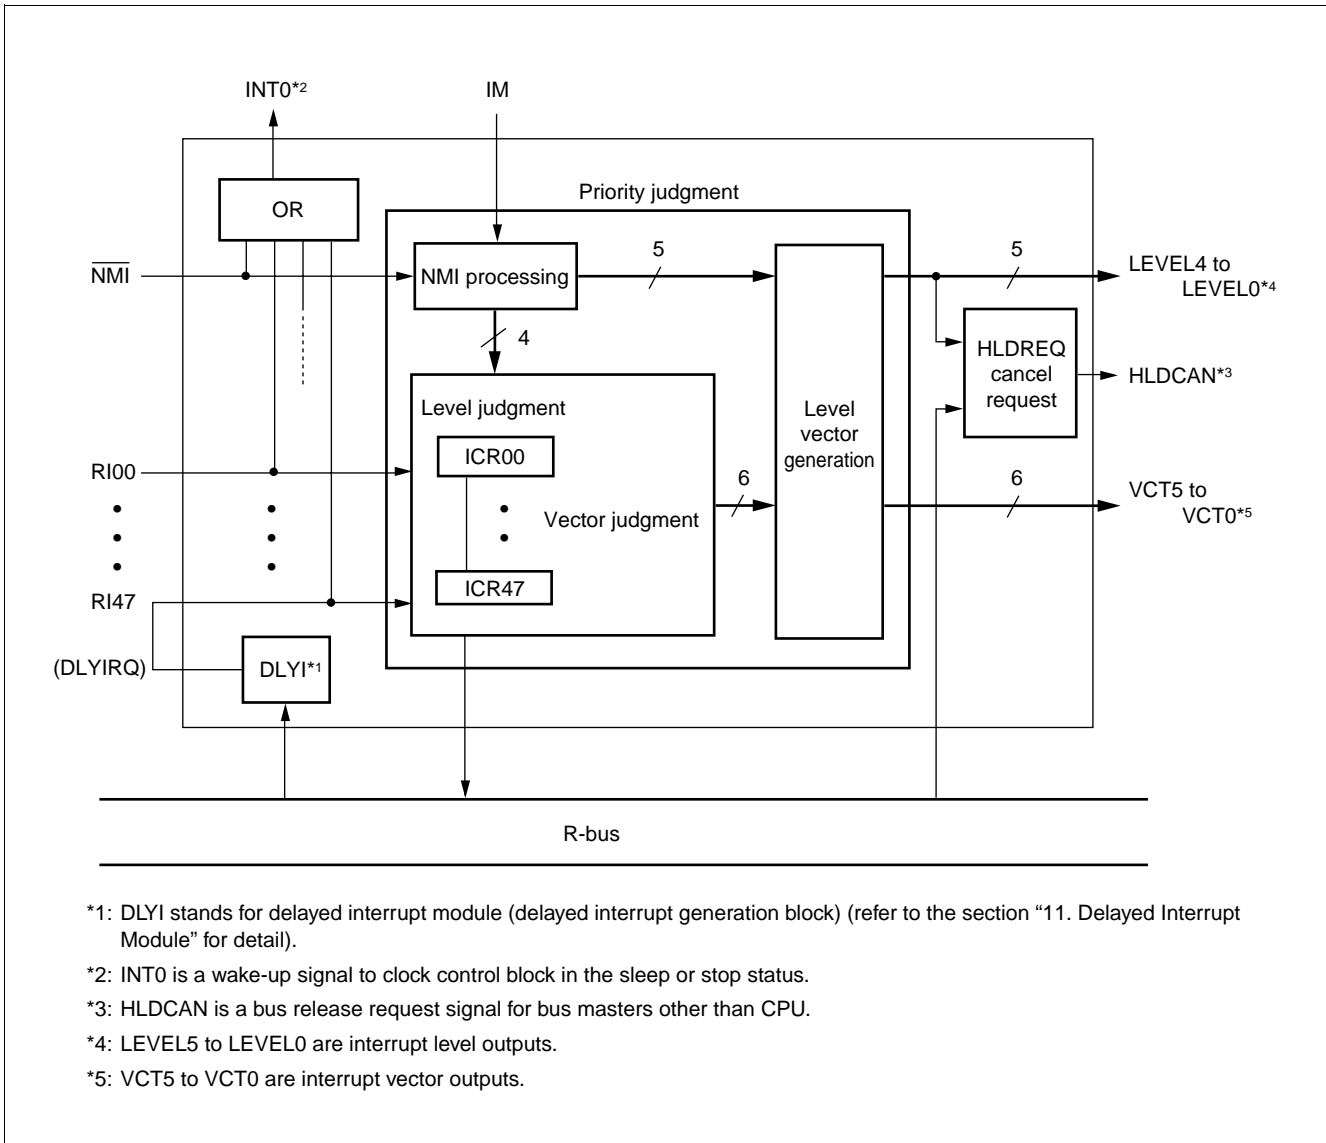 INT0*2
IM
Priority judgment
OR
NMI
NMI processing
5
5
LEVEL4 to
LEVEL0*4
4
HLDREQ
cancel
request
HLDCAN*3
Level judgment
Level
vector
generation
ICR00
RI00
6
6
VCT5 to
VCT0*5
Vector judgment
ICR47
RI47
(DLYIRQ)
DLYI*1
R-bus
*1: DLYI stands for delayed interrupt module (delayed interrupt generation block) (refer to the section “11. Delayed Interrupt
Module” for detail).
*2: INT0 is a wake-up signal to clock control block in the sleep or stop status.
*3: HLDCAN is a bus release request signal for bus masters other than CPU.
*4: LEVEL5 to LEVEL0 are interrupt level outputs.
*5: VCT5 to VCT0 are interrupt vector outputs.